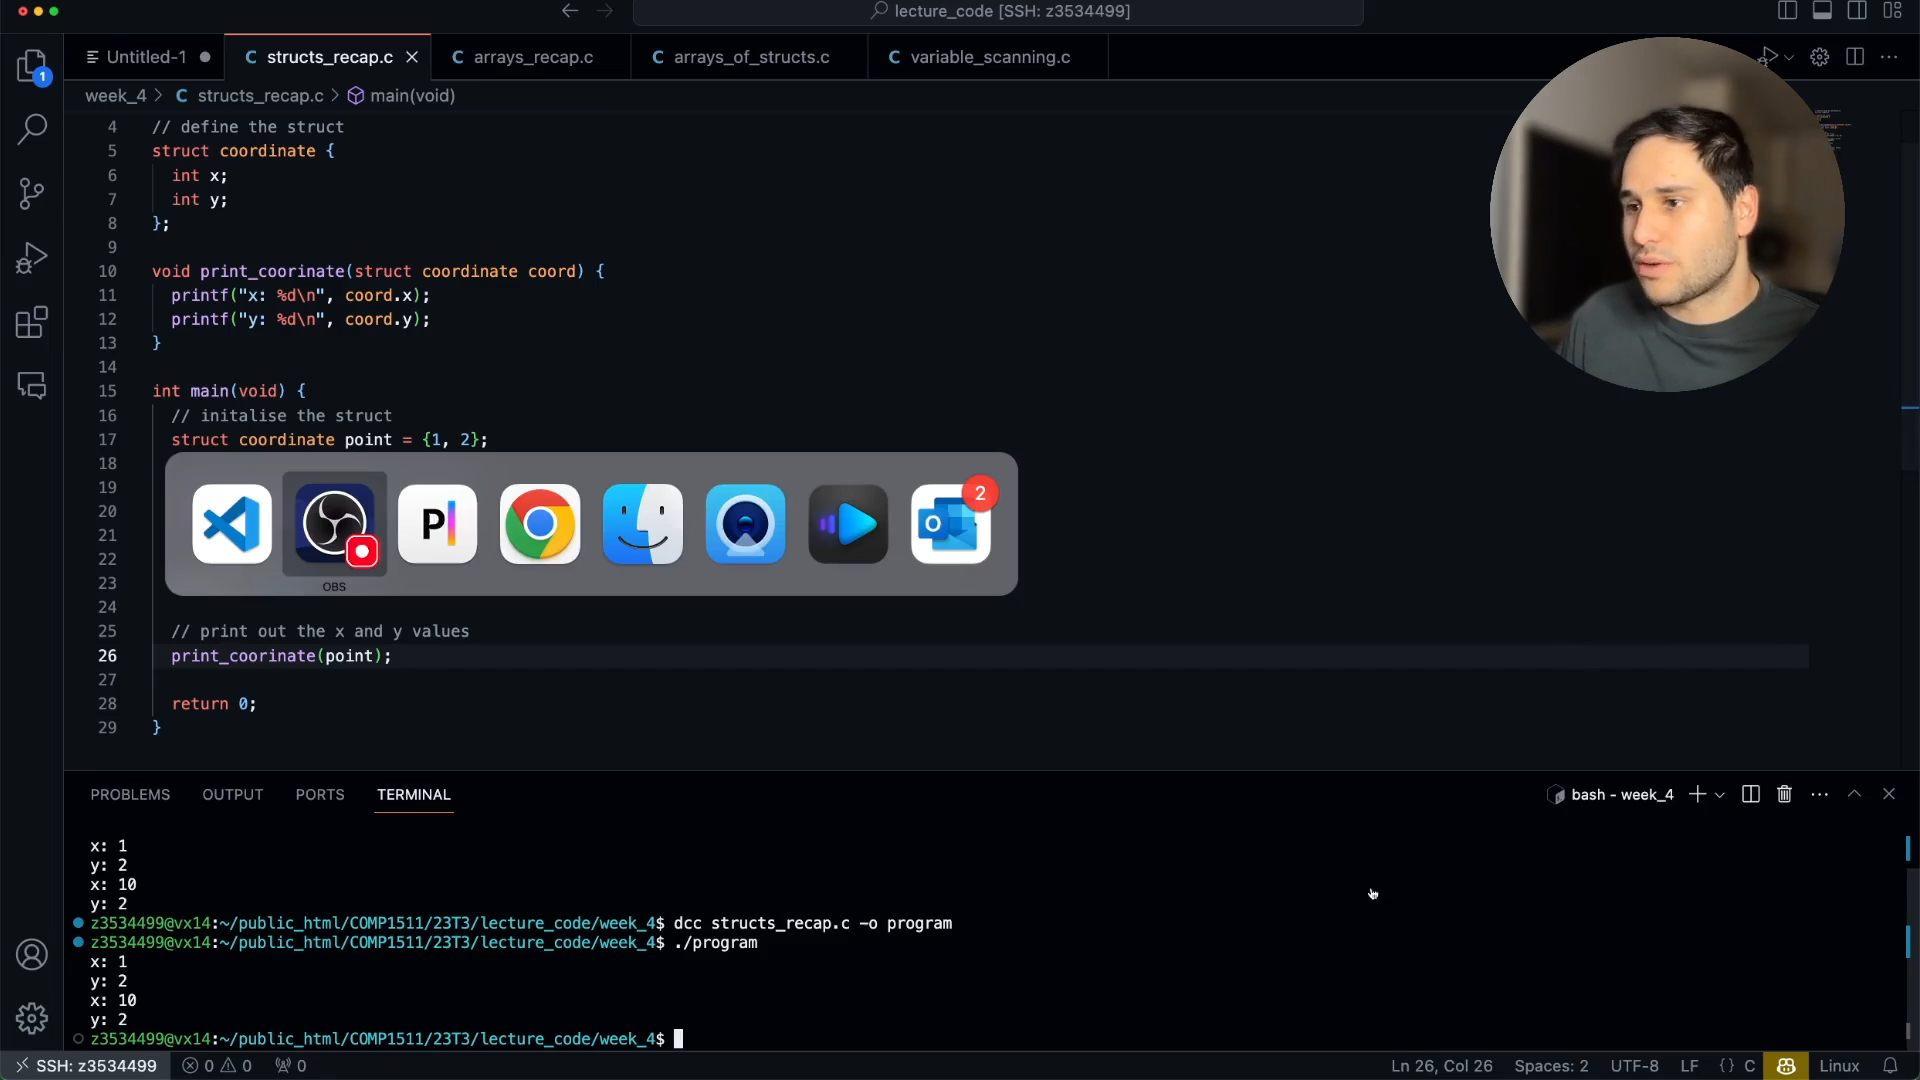 lecture_code [SSH: z3534499]
Untitled-1
C structs_recap.c
C arrays_recap.c
C arrays_of_structs.c
C variable_scanning.c
week_4 > C structs_recap.c > main(void)
1
4 // define the struct
5 struct coordinate {
6 int x;
7 int y;
8 };
9
10 void print_coorinate(struct coordinate coord) {
11 printf("x: %d\n", coord.x);
12 printf("y: %d\n", coord.y);
13 }
14
15 int main(void) {
16 // initalise the struct
17 struct coordinate point = {1, 2};
18
19
20
21
22
23
24
25 // print out the x and y values
26 print_coorinate(point);
27
28 return 0;
29 }
PI
2
OBS
PROBLEMS OUTPUT PORTS TERMINAL
bash - week_4
x: 1
y: 2
x: 10
y: 2
z3534499@vx14:~/public_html/COMP1511/23T3/lecture_code/week_4$ dcc structs_recap.c -o program
z3534499@vx14:~/public_html/COMP1511/23T3/lecture_code/week_4$ ./program
x: 1
y: 2
x: 10
y: 2
z3534499@vx14:~/public_html/COMP1511/23T3/lecture_code/week_4$
SSH: z3534499 0 0 0
Ln 26, Col 26 Spaces: 2 UTF-8 LF {} C Linux